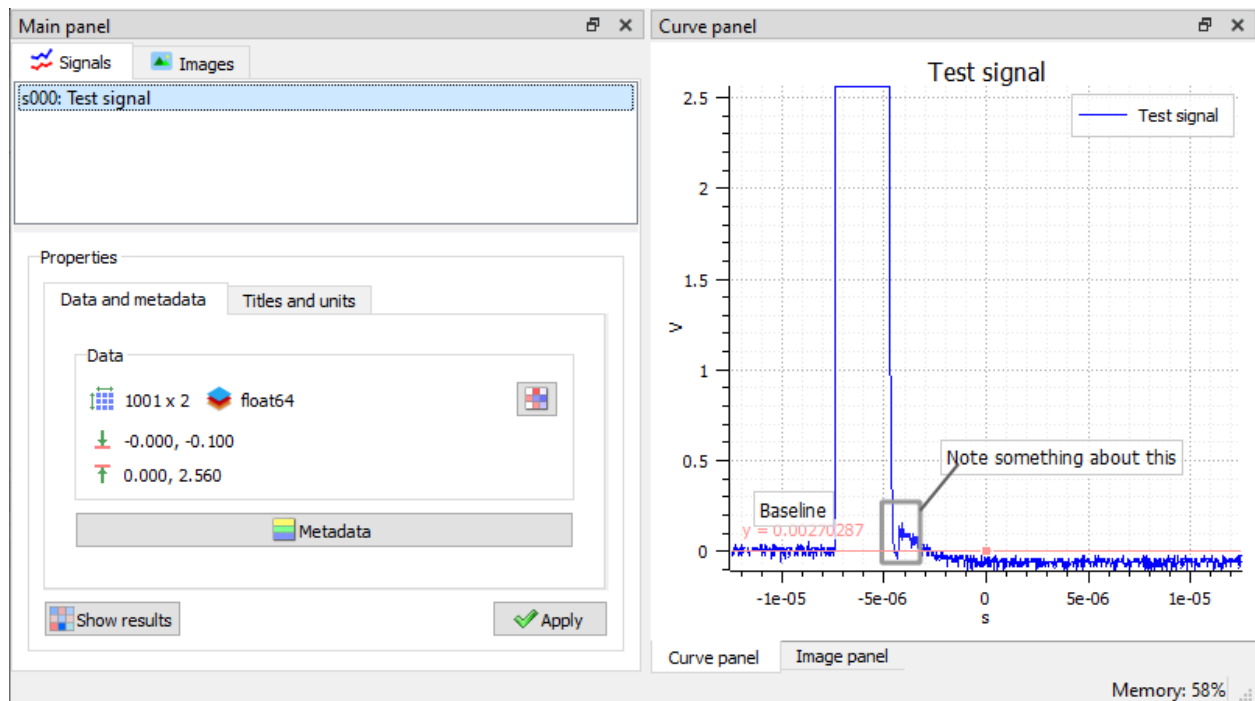 Main panel
Signals
Images
s000: Test signal
Properties
Data and metadata
Titles and units
Data
1001 x 2
float64
-0.000, -0.100
0.000, 2.560
Metadata
Show results
Apply
Curve panel
Test signal
Test signal
2.5
2
1.5
1
0.5
0
V
Note something about this
Baseline
y = 0.00270287
-1e-05
-5e-06
0
5e-06
1e-05
s
Curve panel
Image panel
Memory: 58%